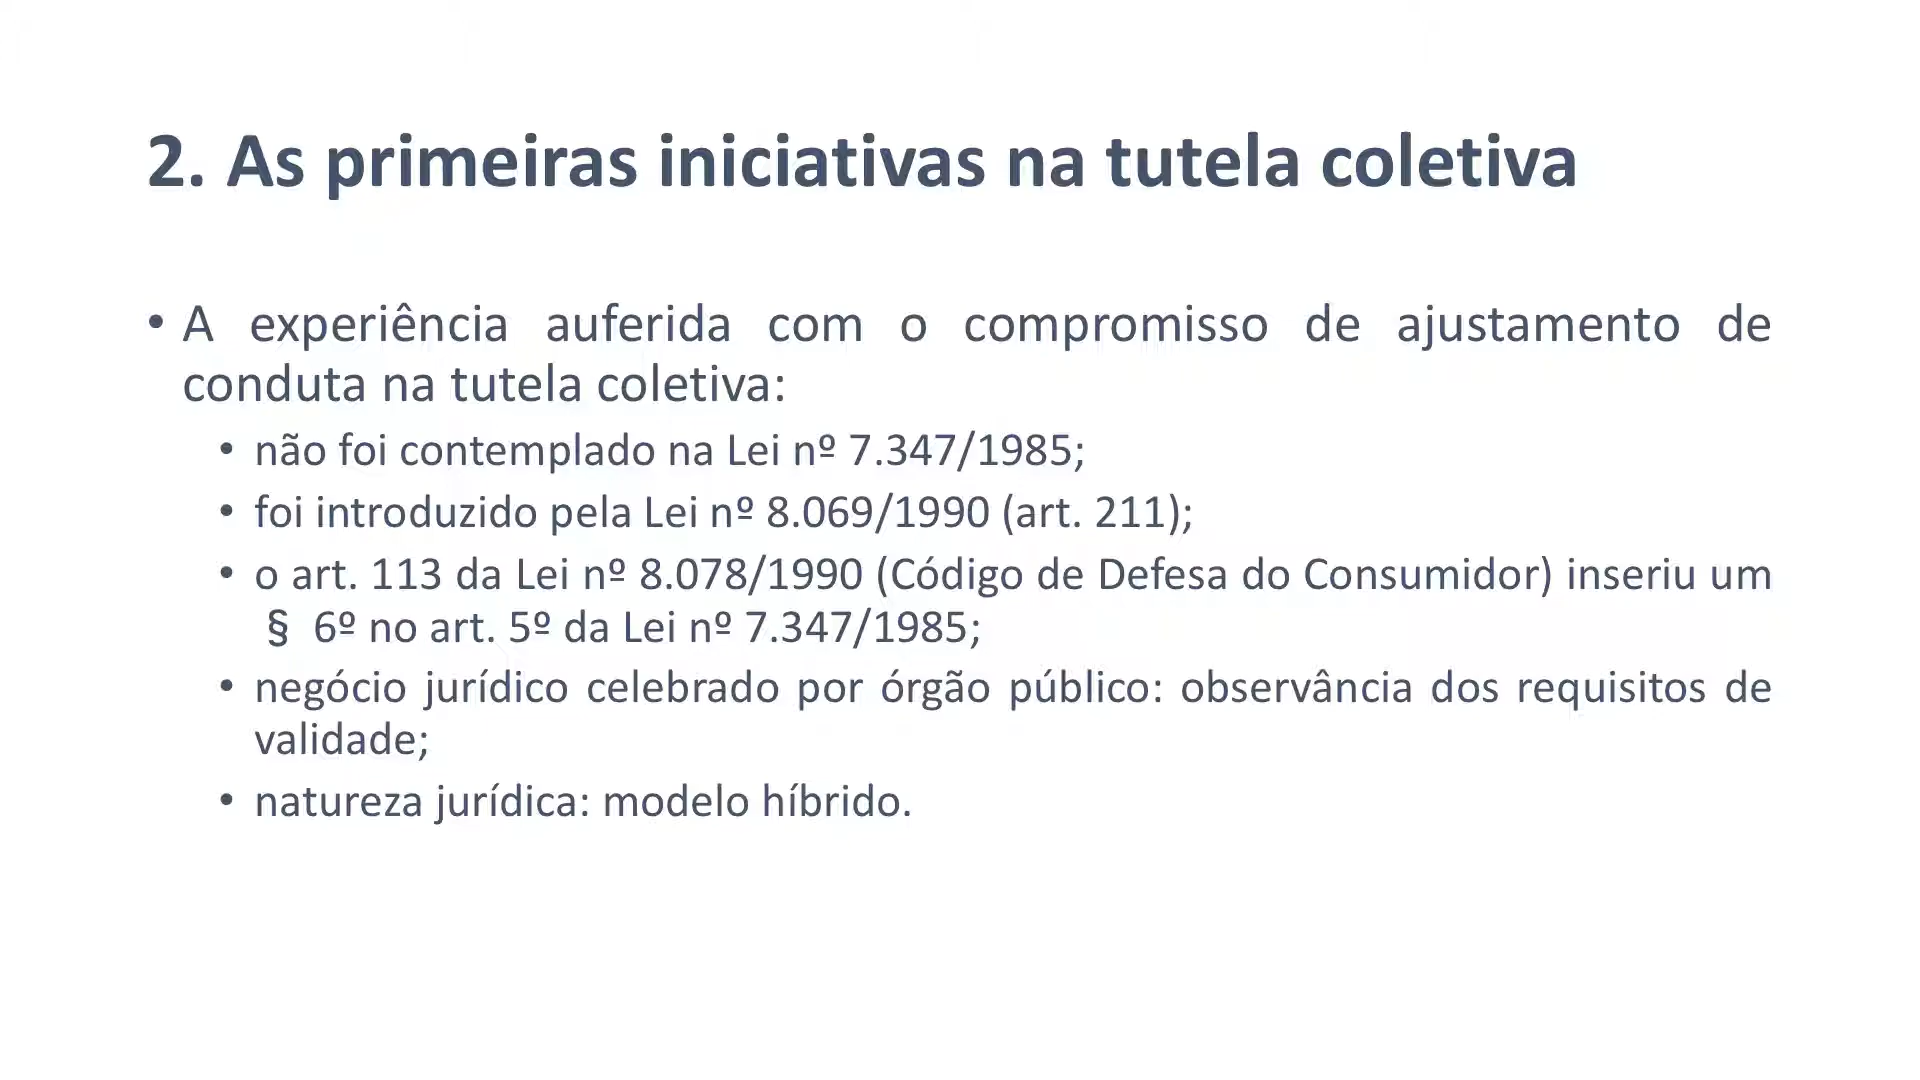 2. As primeiras iniciativas na tutela coletiva
• A experiência auferida com o compromisso de ajustamento de
conduta na tutela coletiva:
• não foi contemplado na Lei nº 7.347/1985;
• foi introduzido pela Lei nº 8.069/1990 (art. 211);
• o art. 113 da Lei nº 8.078/1990 (Código de Defesa do Consumidor) inseriu um
§ 6º no art. 5º da Lei nº 7.347/1985;
• negócio jurídico celebrado por órgão público: observância dos requisitos de
validade;
• natureza jurídica: modelo híbrido.